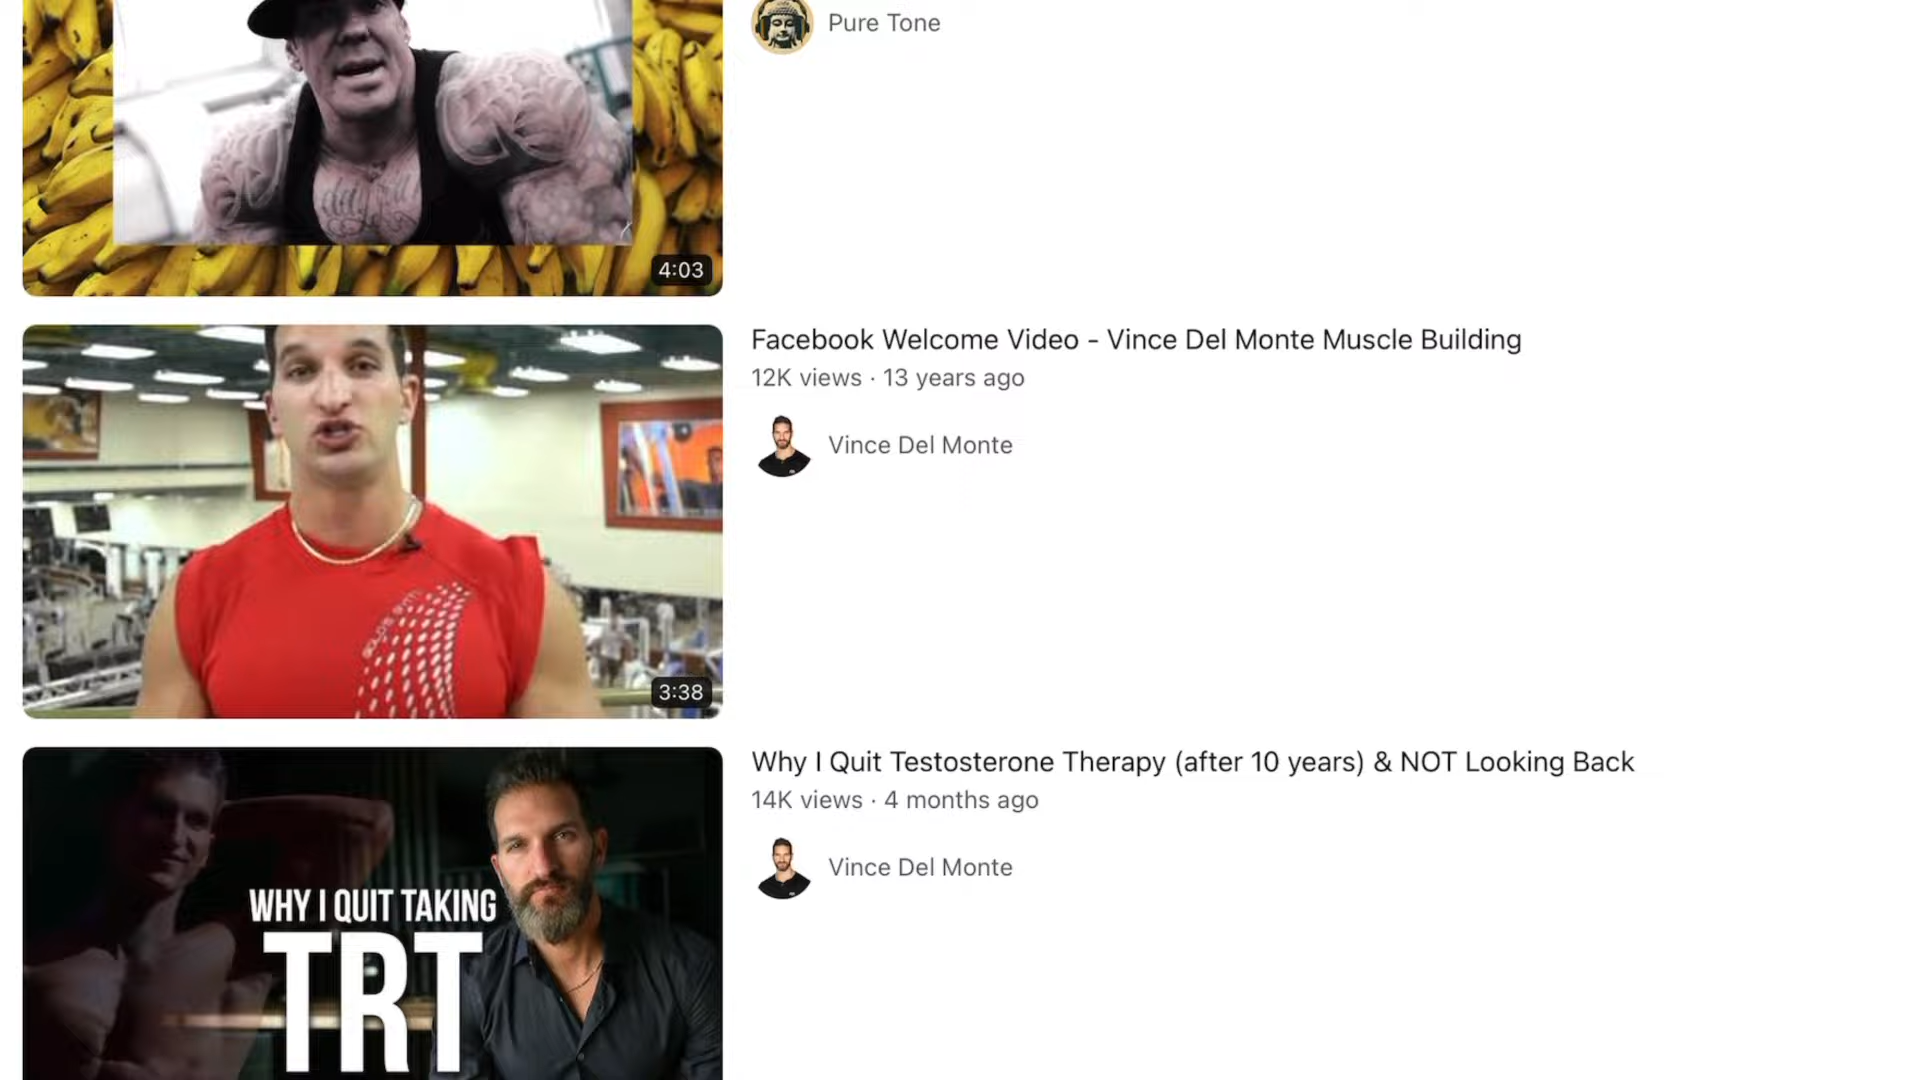 Pure Tone
4:03
Facebook Welcome Video - Vince Del Monte Muscle Building
12K views · 13 years ago
Vince Del Monte
GOLD'S GYM
3:38
Why I Quit Testosterone Therapy (after 10 years) & NOT Looking Back
14K views · 4 months ago
Vince Del Monte
WHY I QUIT TAKING
TRT